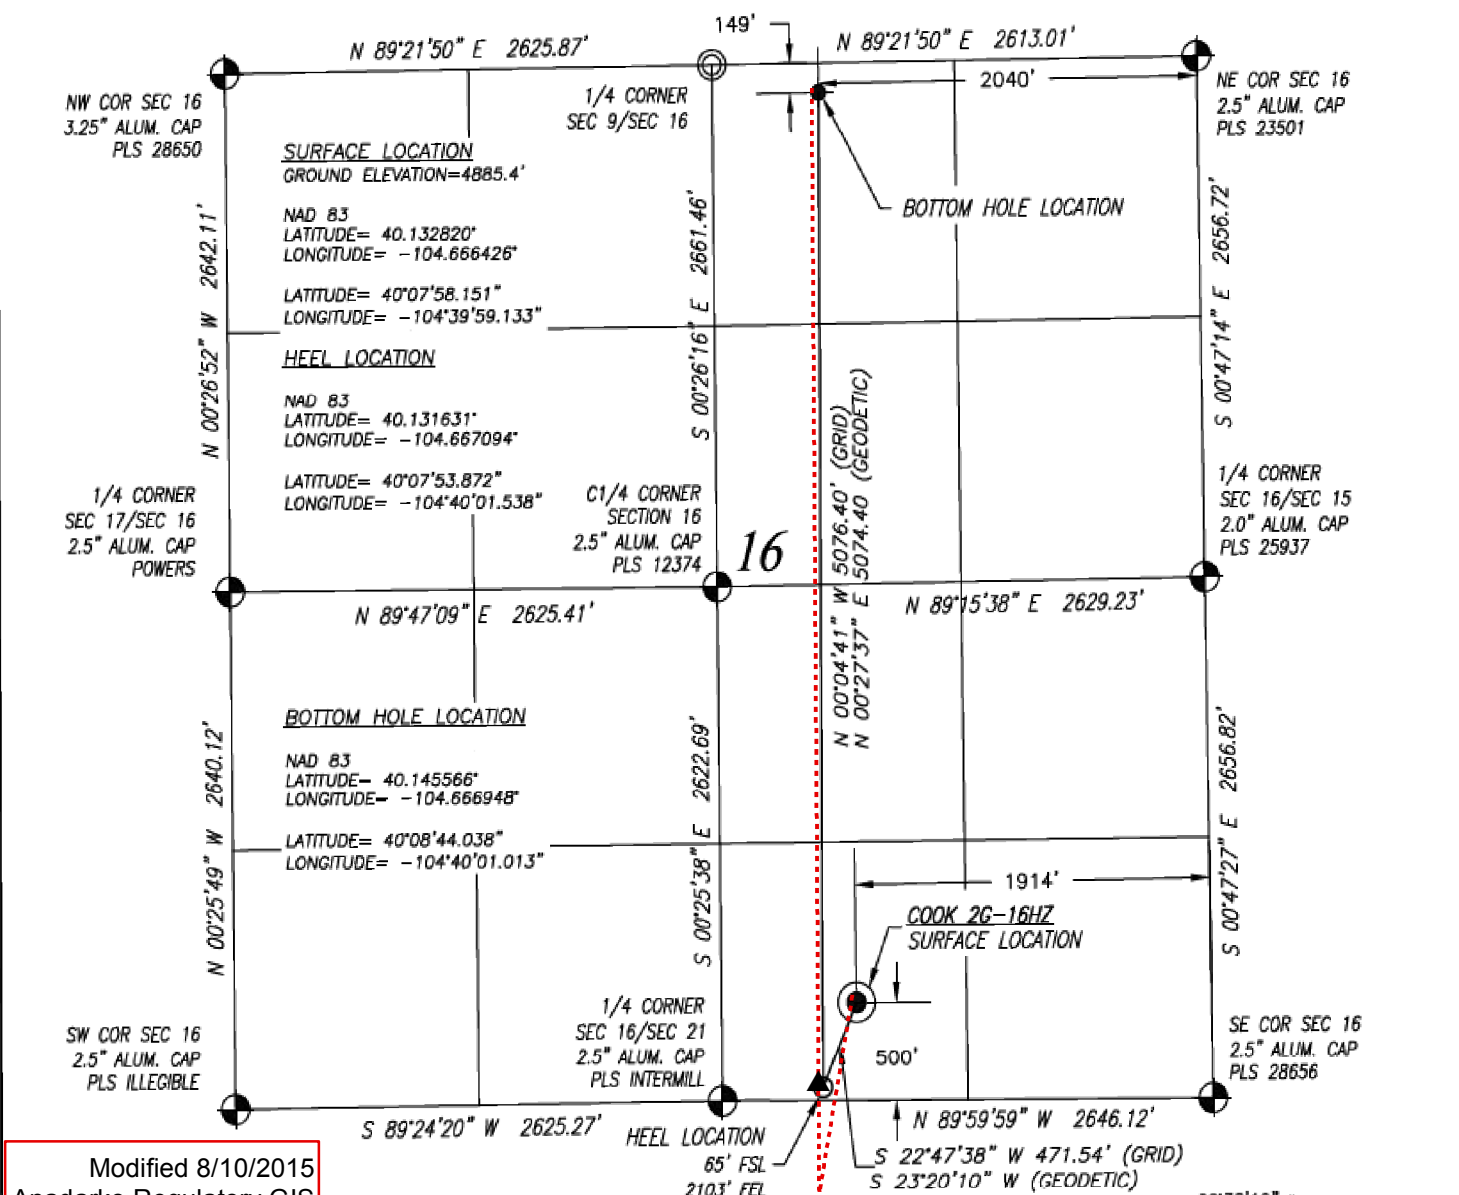 149'
N 89°21'50" E 2625.87'
N 89°21'50" E 2613.01'
2040'
NW COR SEC 16
3.25" ALUM. CAP
PLS 28650
1/4 CORNER
SEC 9/SEC 16
NE COR SEC 16
2.5" ALUM. CAP
PLS 23501
SURFACE LOCATION
GROUND ELEVATION=4885.4'
NAD 83
LATITUDE= 40.132820°
LONGITUDE= -104.666426°
LATITUDE= 40°07'58.151"
LONGITUDE= -104°39'59.133"
BOTTOM HOLE LOCATION
N 00°26'52" W 2642.11'
S 00°26'16" E 2661.46'
S 00°47'14" E 2656.72'
HEEL LOCATION
NAD 83
LATITUDE= 40.131631°
LONGITUDE= -104.667094°
LATITUDE= 40°07'53.872"
LONGITUDE= -104°40'01.538"
N 00°04'41" W 5076.40' (GRID)
N 00°27'37" E 5074.40 (GEODETIC)
1/4 CORNER
SEC 17/SEC 16
2.5" ALUM. CAP
POWERS
C1/4 CORNER
SECTION 16
2.5" ALUM. CAP
PLS 12374
16
1/4 CORNER
SEC 16/SEC 15
2.0" ALUM. CAP
PLS 25937
N 89°47'09" E 2625.41'
N 89°15'38" E 2629.23'
BOTTOM HOLE LOCATION
NAD 83
LATITUDE- 40.145566°
LONGITUDE- -104.666948°
LATITUDE= 40°08'44.038"
LONGITUDE= -104°40'01.013"
N 00°25'49" W 2640.12'
S 00°25'38" E 2622.69'
S 00°47'27" E 2656.82'
1914'
COOK 2G-16HZ
SURFACE LOCATION
500'
SW COR SEC 16
2.5" ALUM. CAP
PLS ILLEGIBLE
1/4 CORNER
SEC 16/SEC 21
2.5" ALUM. CAP
PLS INTERMILL
SE COR SEC 16
2.5" ALUM. CAP
PLS 28656
S 89°24'20" W 2625.27'
N 89°59'59" W 2646.12'
HEEL LOCATION
65' FSL
2103' FEL
S 22°47'38" W 471.54' (GRID)
S 23°20'10" W (GEODETIC)
Modified 8/10/2015
Anadarko Regulatory GIS